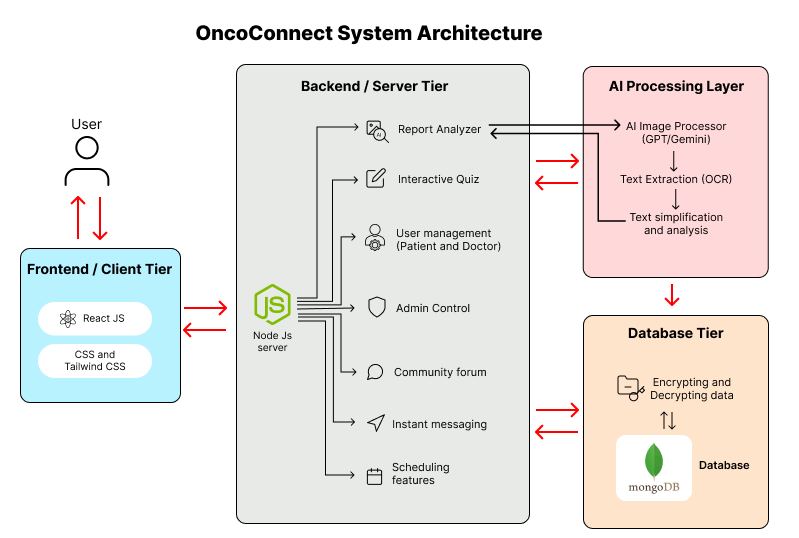 OncoConnect System Architecture
User
Frontend / Client Tier
React JS
CSS and
Tailwind CSS
Backend / Server Tier
JS
Node Js
server
Report Analyzer
AI
Interactive Quiz
User management
(Patient and Doctor)
Admin Control
Community forum
Instant messaging
Scheduling
features
AI Processing Layer
AI Image Processor
(GPT/Gemini)
Text Extraction (OCR)
Text simplification
and analysis
Database Tier
Encrypting and
Decrypting data
mongoDB
Database